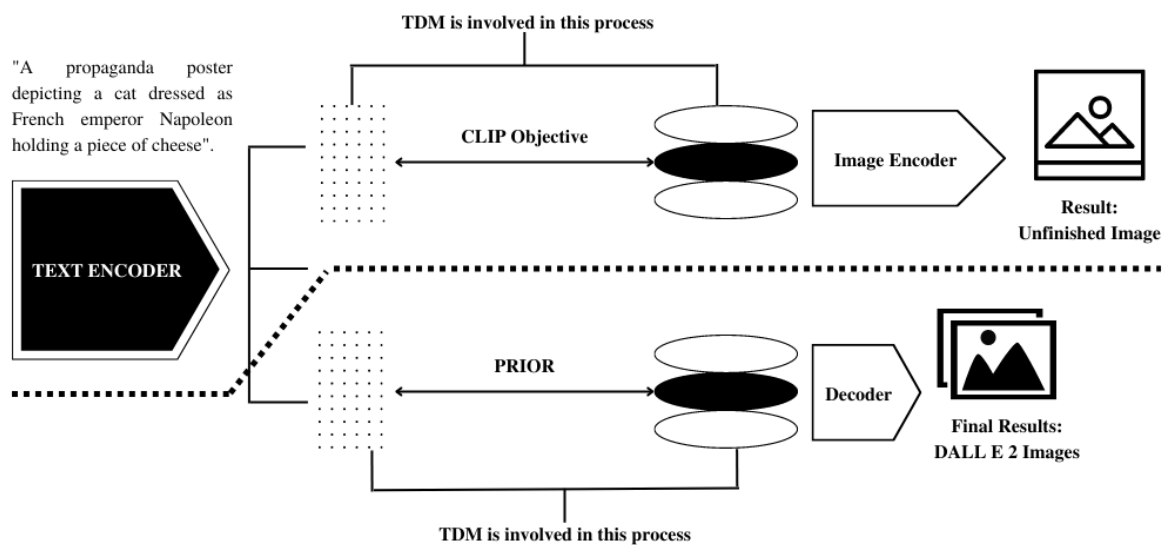 TDM is involved in this process
"A propaganda poster
depicting a cat dressed as
French emperor Napoleon
holding a piece of cheese".
TEXT ENCODER
CLIP Objective
Image Encoder
Result:
Unfinished Image
PRIOR
Decoder
Final Results:
DALL E 2 Images
TDM is involved in this process